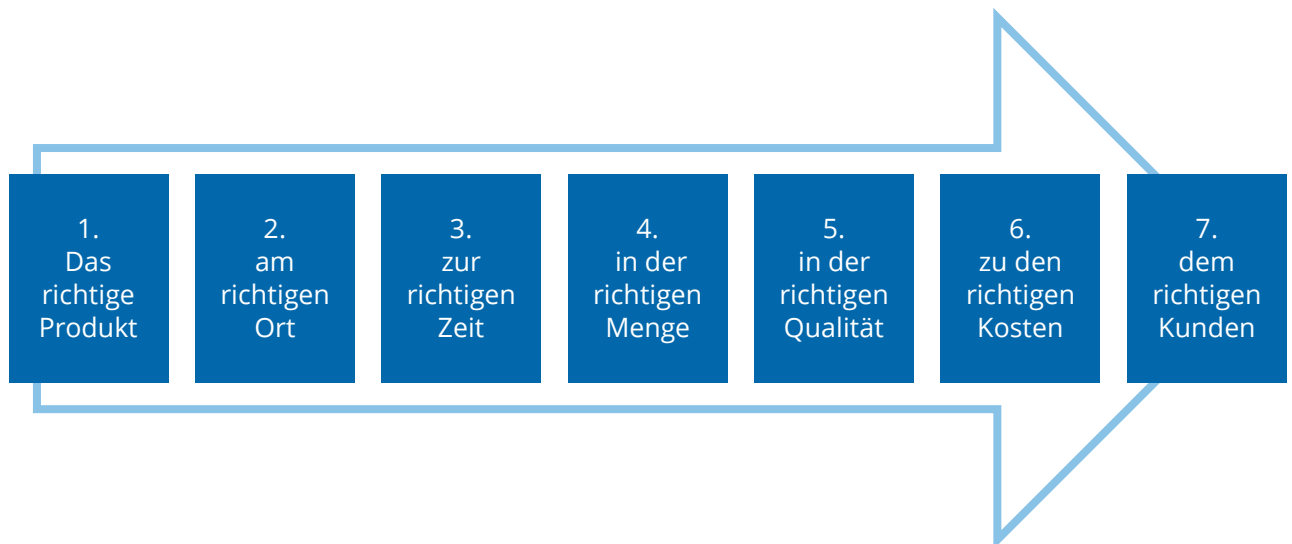 1.
Das
richtige
Produkt
2.
am
richtigen
Ort
3.
zur
richtigen
Zeit
4.
in der
richtigen
Menge
5.
in der
richtigen
Qualität
6.
zu den
richtigen
Kosten
7.
dem
richtigen
Kunden